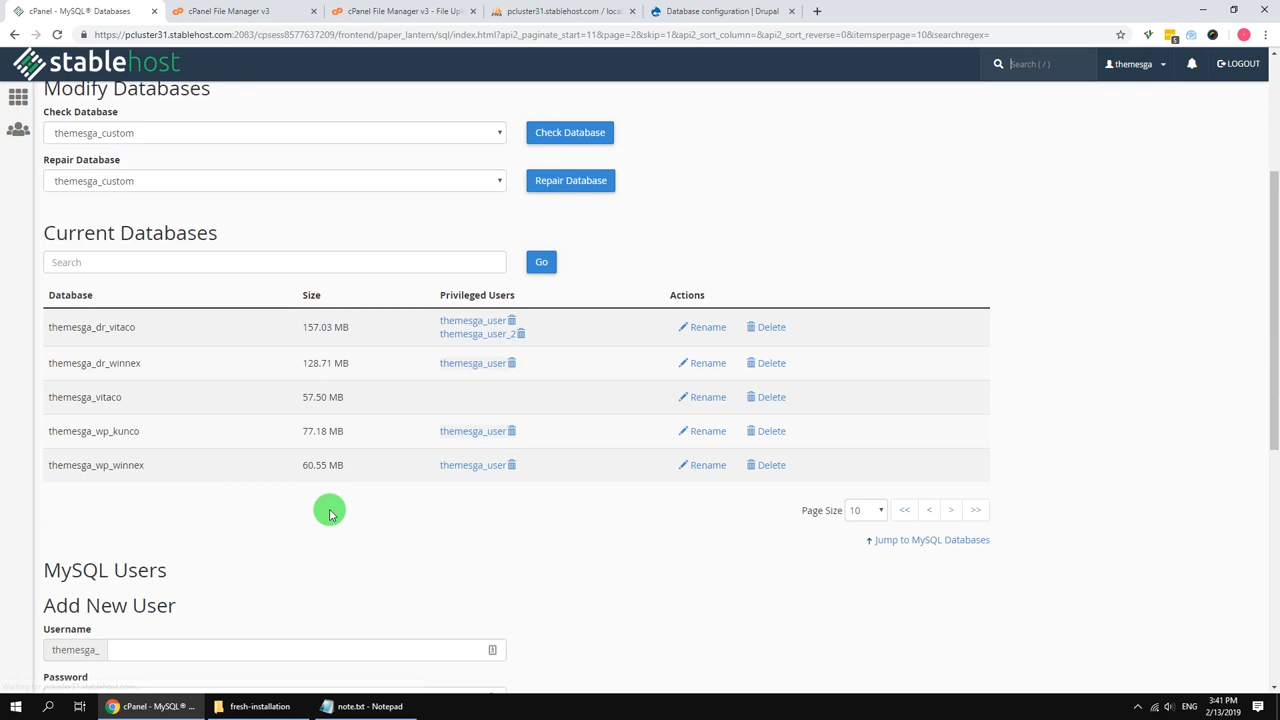 cPanel - MySQL® Databases
cPanel File Manager v3
cPanel File Manager v3 - File Up
pcluster31.stablehost.com / local
Database configuration | Drupal
https://pcluster31.stablehost.com:2083/cpsess8577637209/frontend/paper_lantern/sql/index.html?api2_paginate_start=11&page=2&skip=1&api2_sort_column=&api2_sort_reverse=0&itemsperpage=10&searchregex=
stablehost
Search ( / )
themesga
LOGOUT
Modify Databases
Check Database
themesga_custom
Check Database
Repair Database
themesga_custom
Repair Database
Current Databases
Search
Go
Database Size Privileged Users Actions
themesga_dr_vitaco 157.03 MB themesga_user Rename Delete
themesga_user_2
themesga_dr_winnex 128.71 MB themesga_user Rename Delete
themesga_vitaco 57.50 MB Rename Delete
themesga_wp_kunco 77.18 MB themesga_user Rename Delete
themesga_wp_winnex 60.55 MB themesga_user Rename Delete
Page Size 10 << < > >>
Jump to MySQL Databases
MySQL Users
Add New User
Username
themesga_
Password
Waiting for pcluster31.stablehost.com...
cPanel - MySQL® ...
fresh-installation
note.txt - Notepad
ENG
3:41 PM
2/13/2019